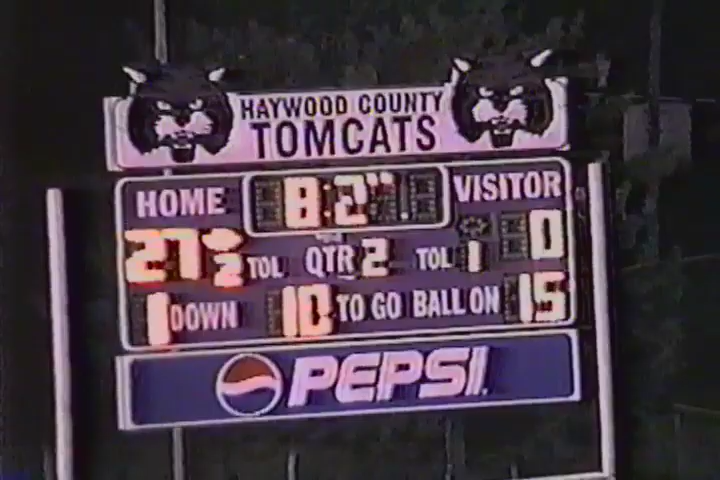 HAYWOOD COUNTY
TOMCATS
HOME
VISITOR
27 2 TOL QTR 2 TOL 1 0
1 DOWN 10 TO GO BALL ON 15
PEPSI